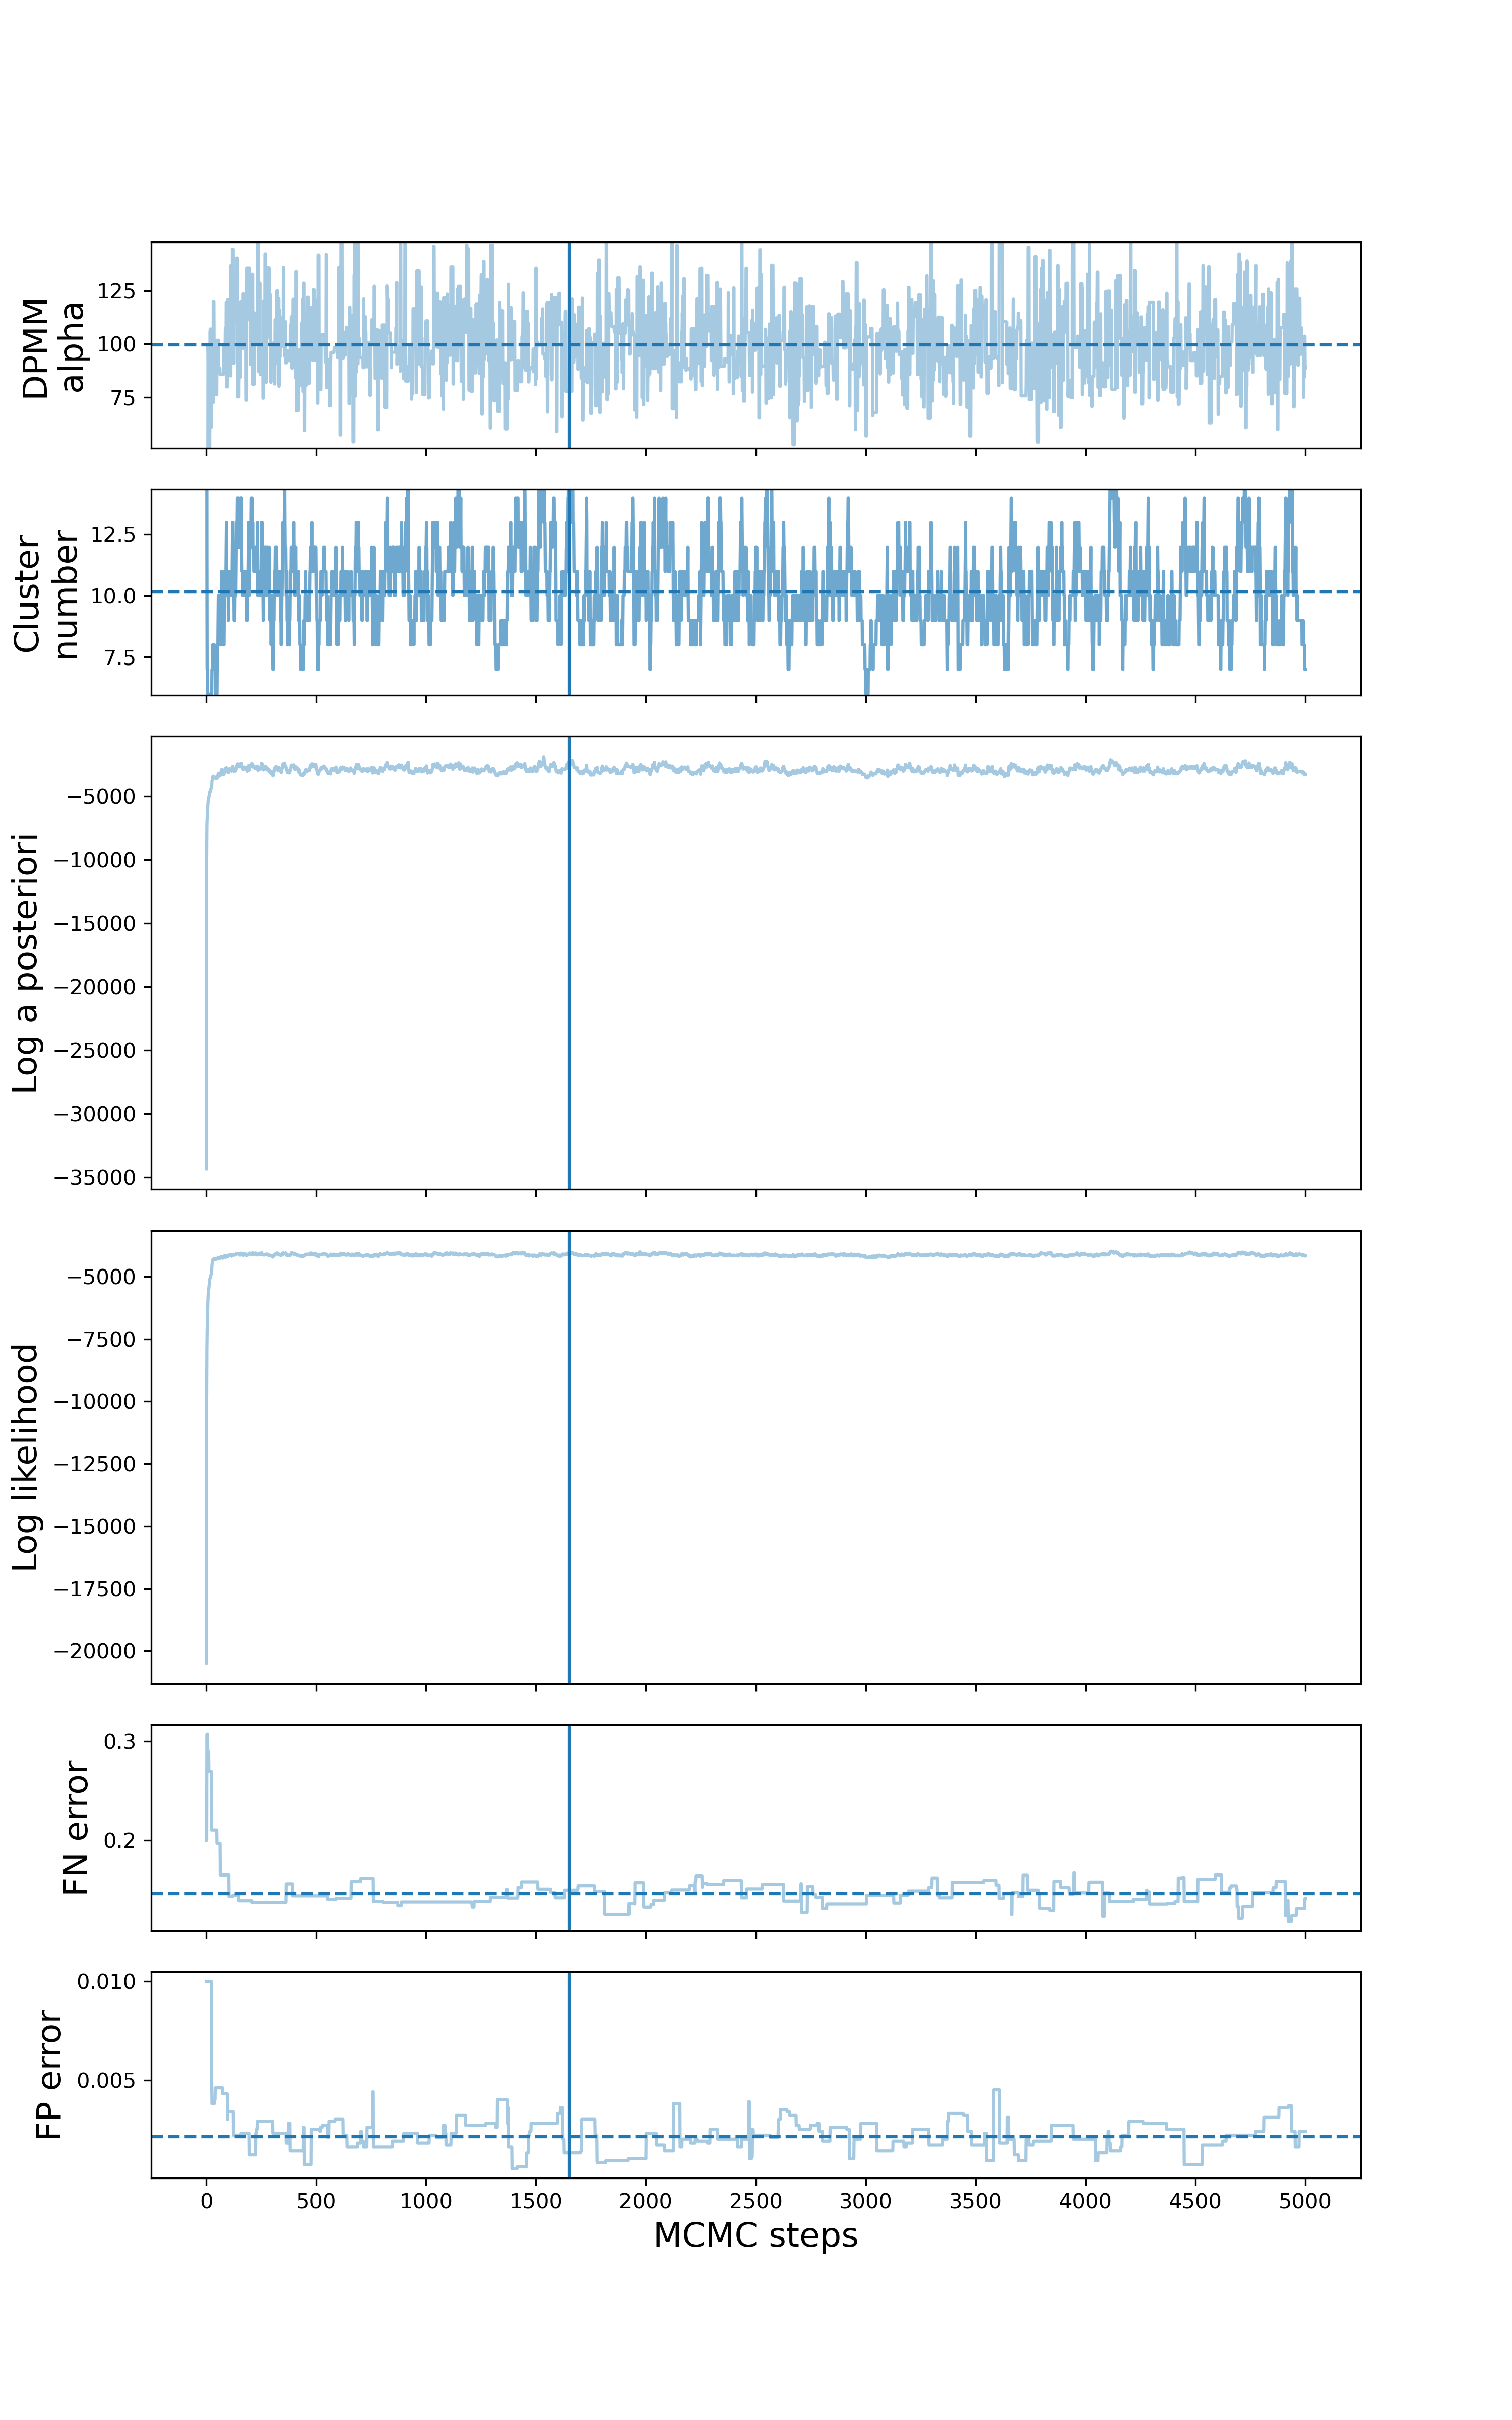 DPMM
alpha
125
100
75
Cluster
number
12.5
10.0
7.5
Log a posteriori
−5000
−10000
−15000
−20000
−25000
−30000
−35000
Log likelihood
−5000
−7500
−10000
−12500
−15000
−17500
−20000
FN error
0.3
0.2
FP error
0.010
0.005
0 500 1000 1500 2000 2500 3000 3500 4000 4500 5000
MCMC steps